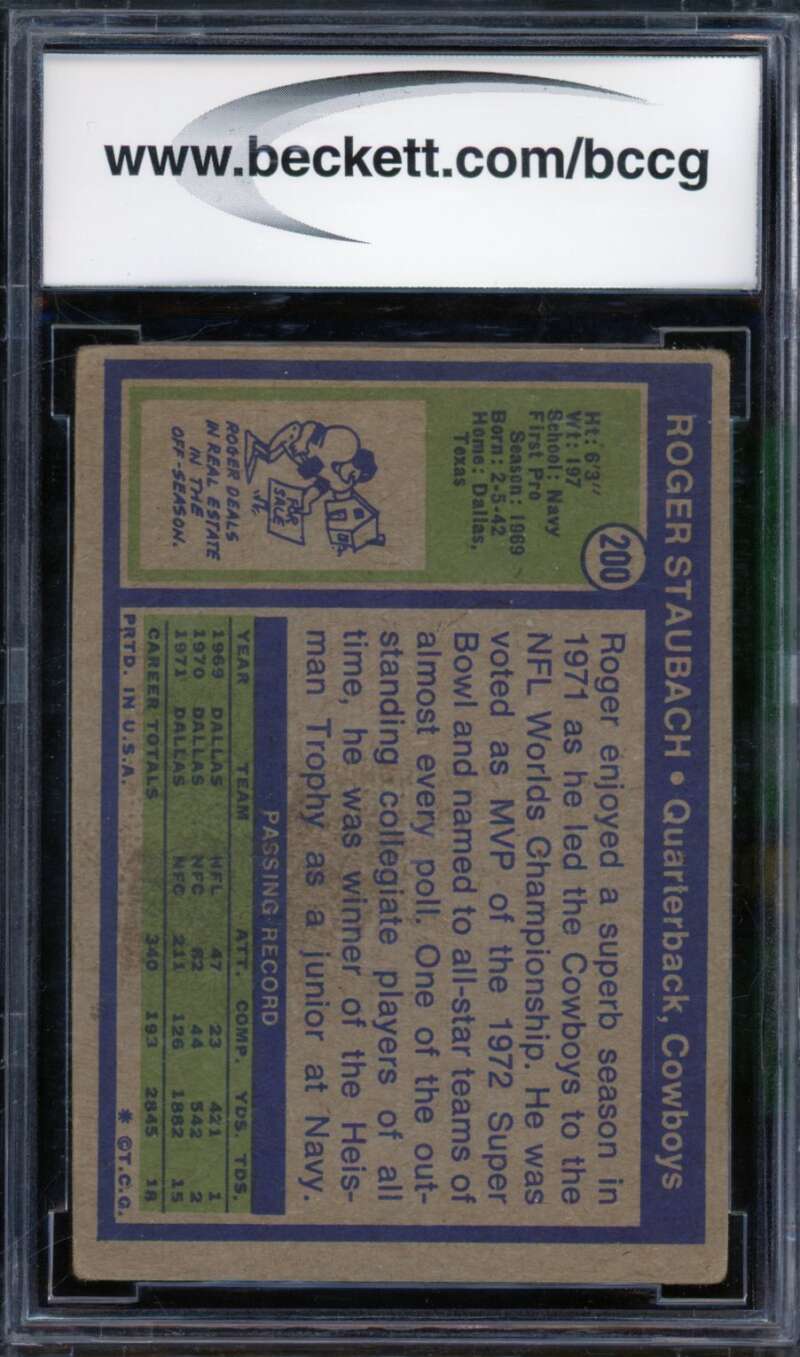 www.beckett.com/bccg
ROGER STAUBACH • Quarterback, Cowboys
200
Ht: 6'3"
Wt: 197
School: Navy
First Pro
Season: 1969
Born: 2-5-42
Home: Dallas,
Texas
FOR
SALE
ROGER DEALS
IN REAL ESTATE
IN THE
OFF-SEASON.
Roger enjoyed a superb season in
1971 as he led the Cowboys to the
NFL Worlds Championship. He was
voted as MVP of the 1972 Super
Bowl and named to all-star teams of
almost every poll. One of the out-
standing collegiate players of all
time, he was winner of the Heis-
man Trophy as a junior at Navy.
PASSING RECORD
YEAR TEAM ATT. COMP. YDS. TDS.
1969 DALLAS NFL 47 23 421 1
1970 DALLAS NFC 82 44 542 2
1971 DALLAS NFC 211 126 1882 15
CAREER TOTALS 340 193 2845 18
PRTD. IN U.S.A. * ©T.C.G.